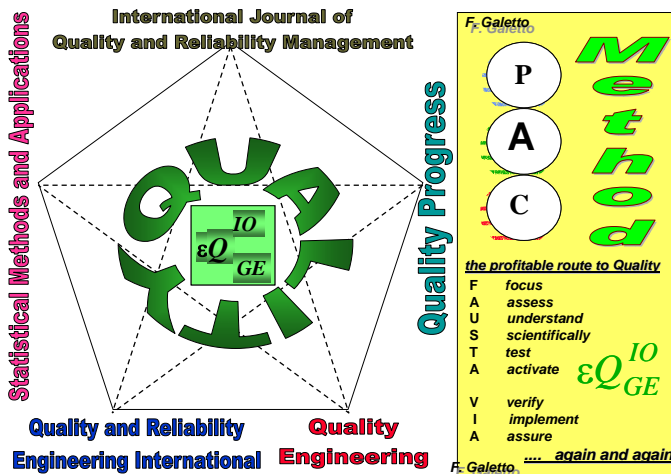 International Journal of
Quality and Reliability Management
Statistical Methods and Applications
Quality Progress
QUALITY
εQ IO GE
Quality and Reliability
Engineering International
Quality
Engineering
F. Galetto
F. Galetto
P
A
C
Method
the profitable route to Quality
F focus
A assess
U understand
S scientifically
T test
A activate
εQ IO GE
V verify
I implement
A assure
.... again and again
F. Galetto
F. Galetto